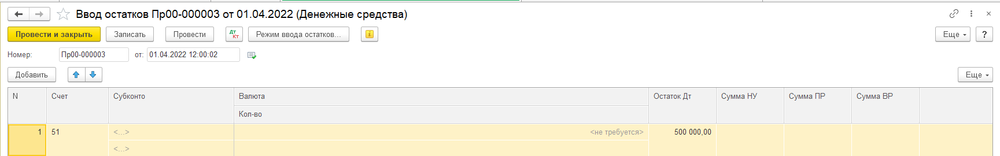 Ввод остатков Пр00-000003 от 01.04.2022 (Денежные средства)
Провести и закрыть Записать Провести Дт Кт Режим ввода остатков... i Еще ?
Номер: Пр00-000003 от: 01.04.2022 12:00:02
Добавить Еще
N Счет Субконто Валюта Остаток Дт Сумма НУ Сумма ПР Сумма ВР
Кол-во
1 51 <...> <не требуется> 500 000,00
<...>